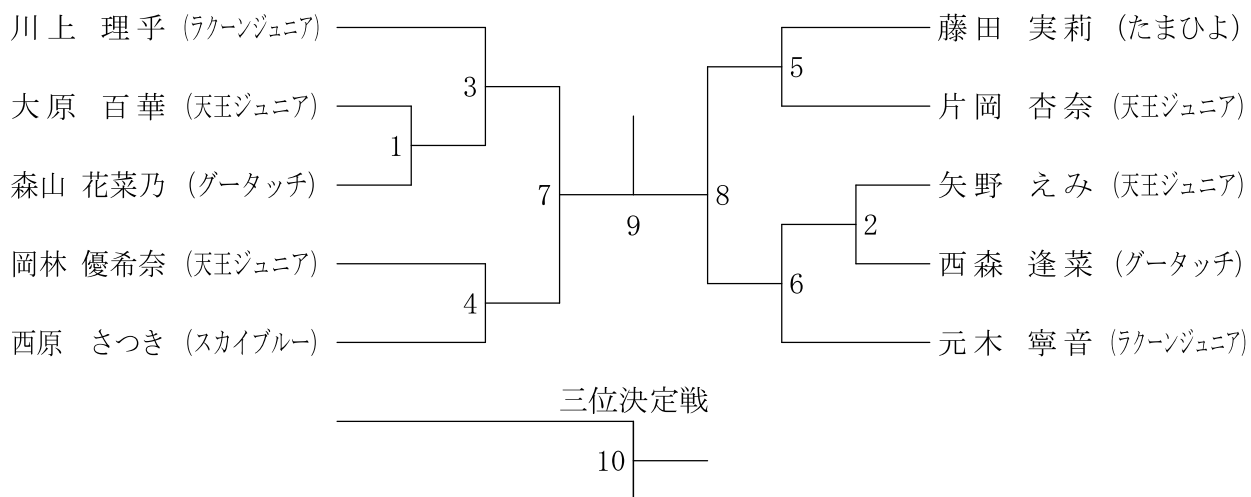 川上 理乎 (ラクーンジュニア)
大原 百華 (天王ジュニア)
森山 花菜乃 (グータッチ)
岡林 優希奈 (天王ジュニア)
西原 さつき (スカイブルー)
3
1
4
7
9
8
5
2
6
藤田 実莉 (たまひよ)
片岡 杏奈 (天王ジュニア)
矢野 えみ (天王ジュニア)
西森 逢菜 (グータッチ)
元木 寧音 (ラクーンジュニア)
三位決定戦
10